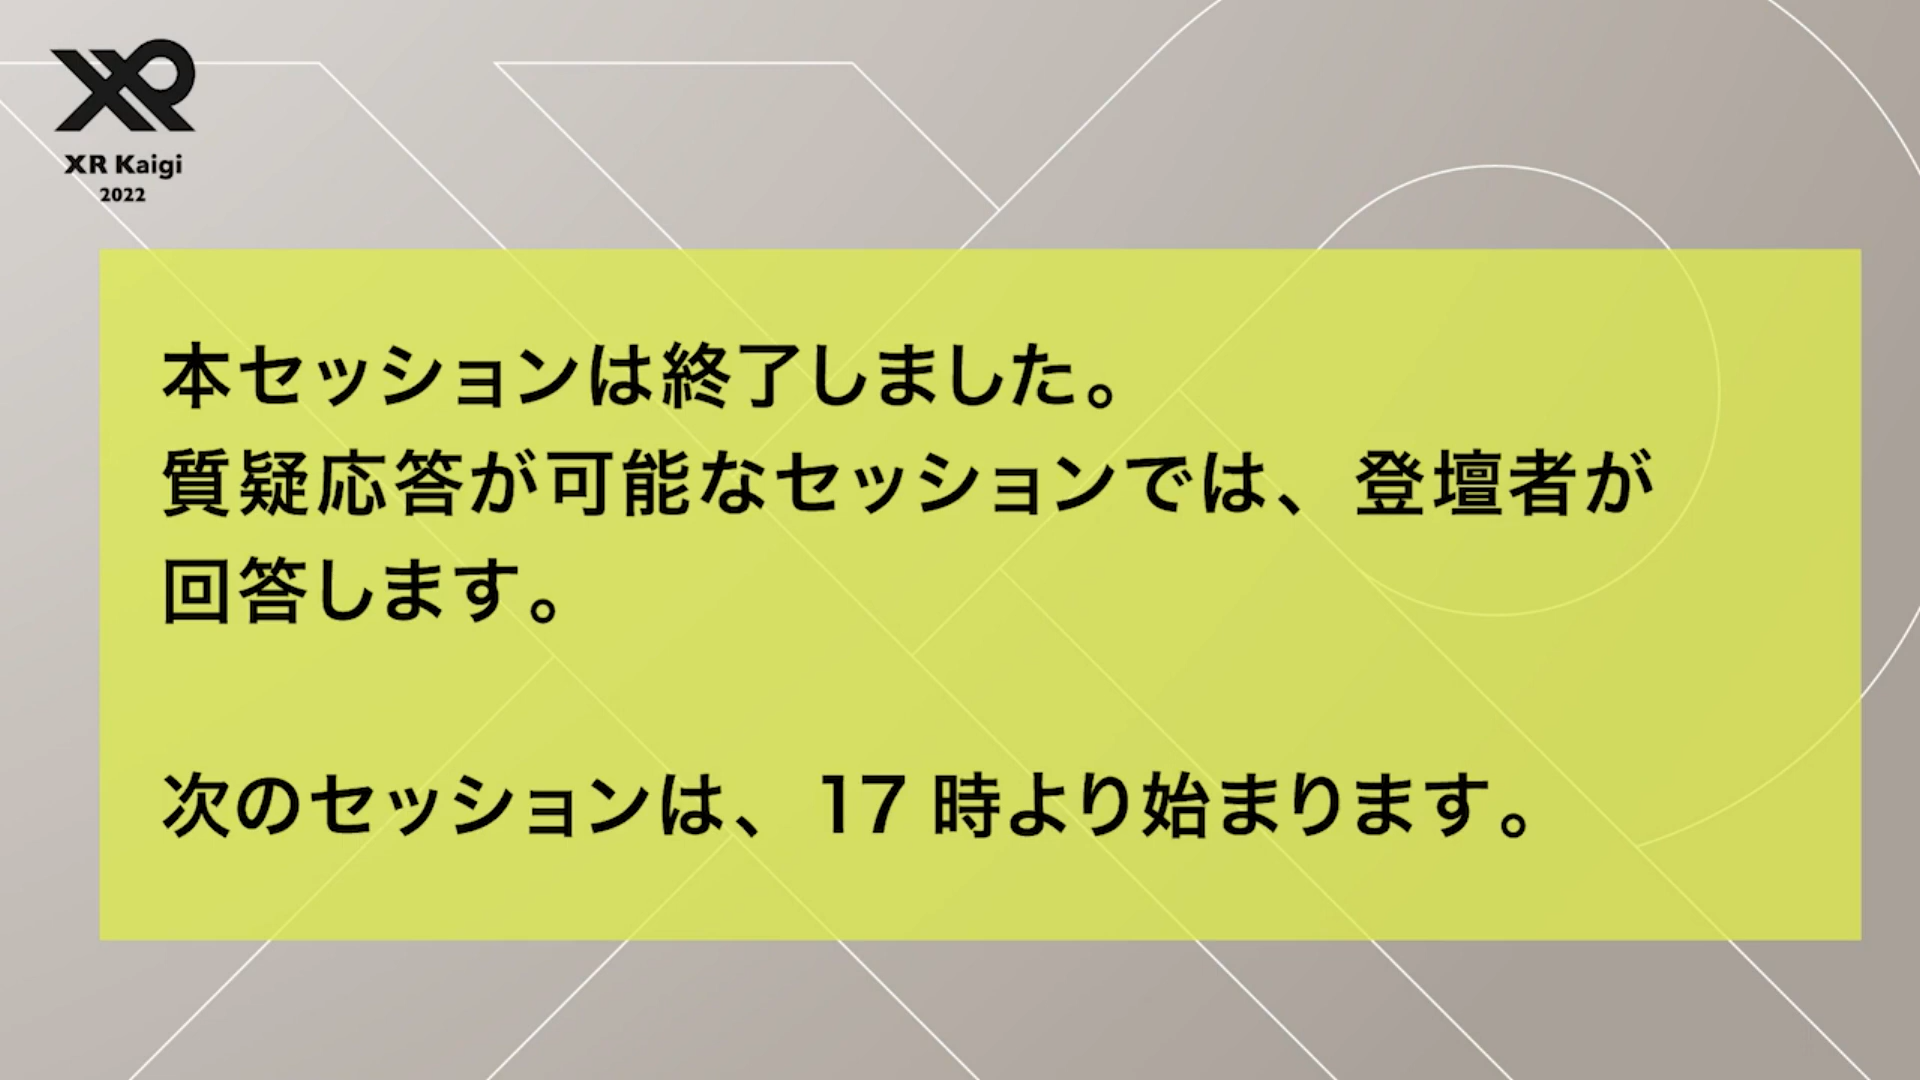 XR
XR Kaigi
2022
本セッションは終了しました。
質疑応答が可能なセッションでは、登壇者が
回答します。
次のセッションは、17 時より始まります。